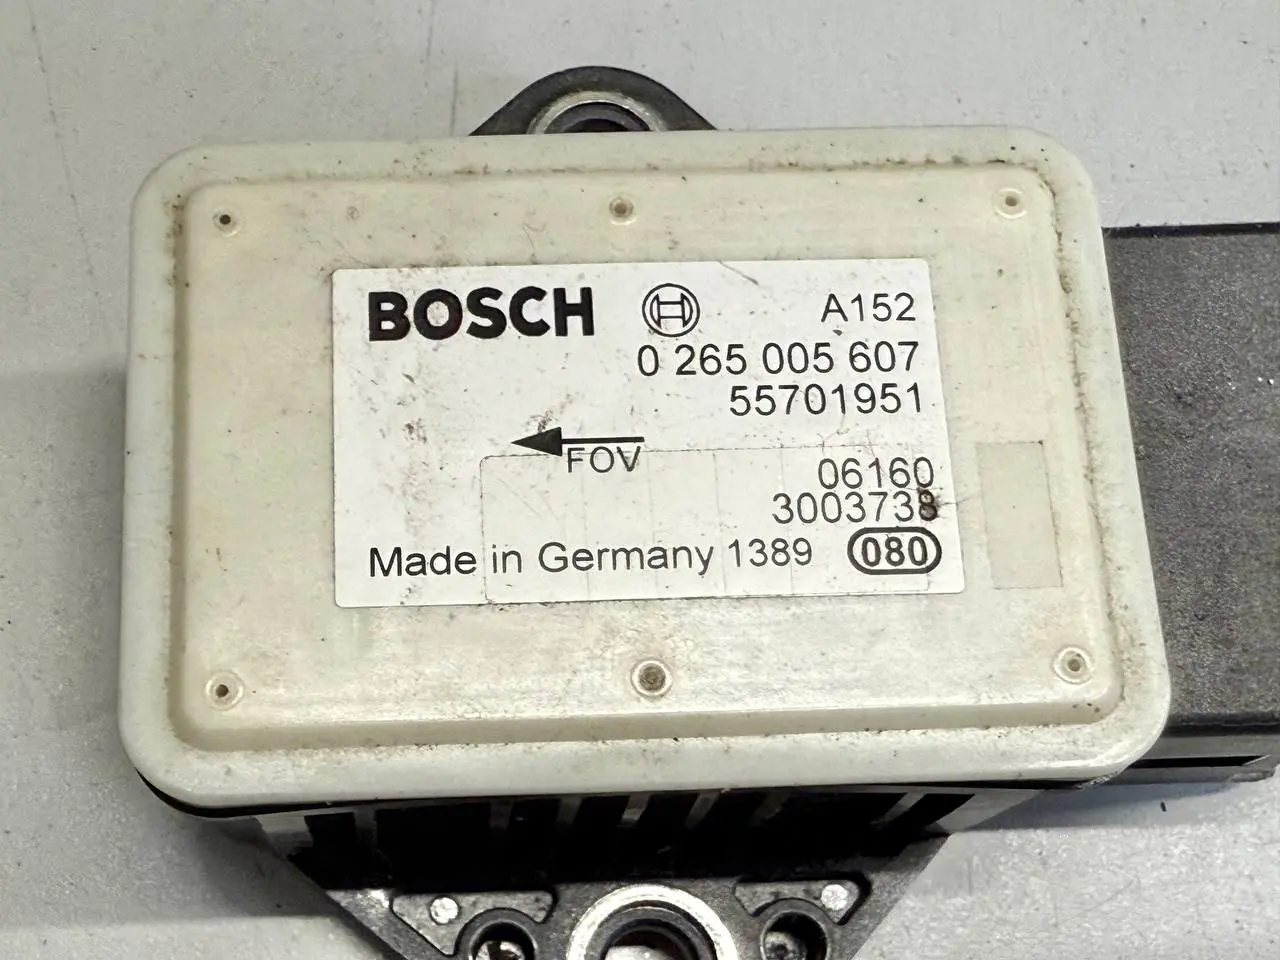 BOSCH A152
0 265 005 607
55701951
FOV
06160
3003738
Made in Germany 1389 080